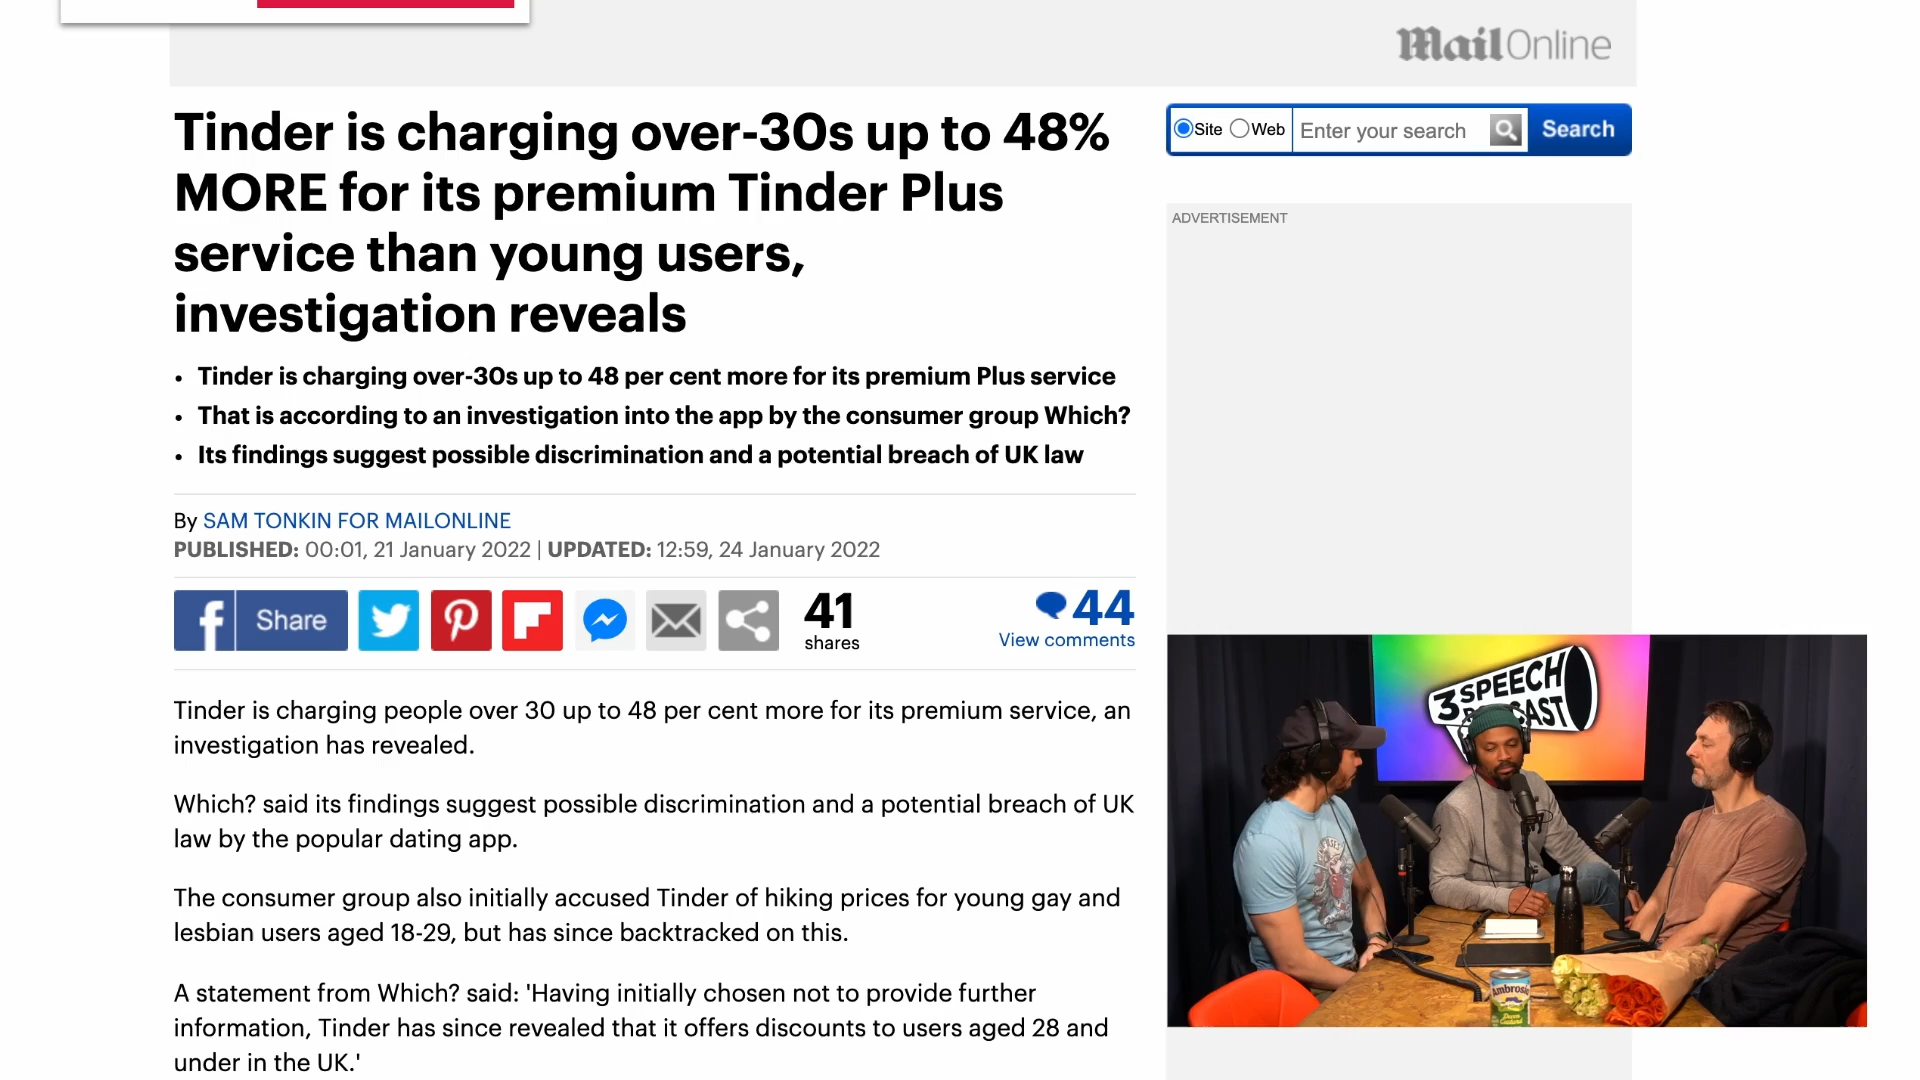 Mail Online
Tinder is charging over-30s up to 48%
MORE for its premium Tinder Plus
service than young users,
investigation reveals
Site Web Enter your search Search
ADVERTISEMENT
• Tinder is charging over-30s up to 48 per cent more for its premium Plus service
• That is according to an investigation into the app by the consumer group Which?
• Its findings suggest possible discrimination and a potential breach of UK law
By SAM TONKIN FOR MAILONLINE
PUBLISHED: 00:01, 21 January 2022 | UPDATED: 12:59, 24 January 2022
f Share
41
shares
44
View comments
Tinder is charging people over 30 up to 48 per cent more for its premium service, an
investigation has revealed.
Which? said its findings suggest possible discrimination and a potential breach of UK
law by the popular dating app.
The consumer group also initially accused Tinder of hiking prices for young gay and
lesbian users aged 18-29, but has since backtracked on this.
A statement from Which? said: 'Having initially chosen not to provide further
information, Tinder has since revealed that it offers discounts to users aged 28 and
under in the UK.'
3 SPEECH
Ambrosia
Devon
Custard